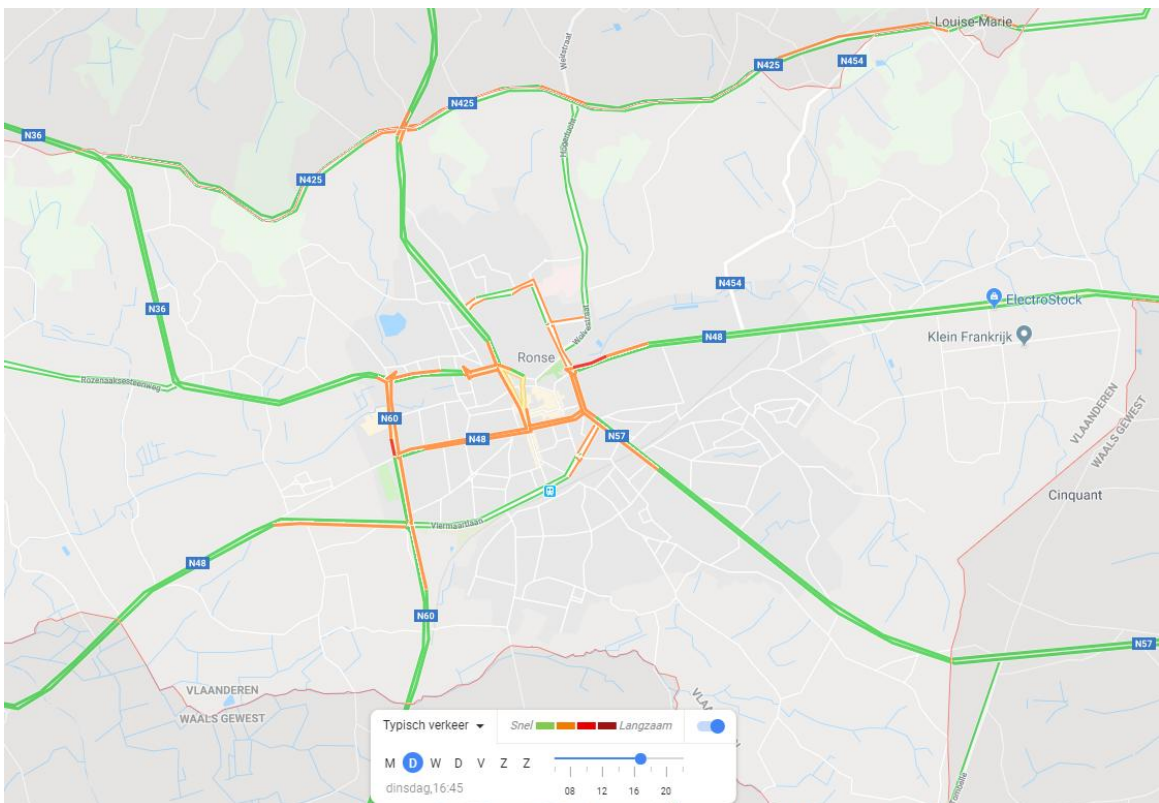 Louise-Marie
N454
N425
Weitstraat
N425
N36
Hogerlucht
N425
N454
N36
ElectroStock
Klein Frankrijk
N48
Ronse
Rozenaaksesteenweg
N60
N48
N57
VLAANDEREN
WAALS GEWEST
Cinquant
Viermaartlaan
N48
N60
N57
VLAANDEREN
WAALS GEWEST
Typisch verkeer
Snel
Langzaam
M D W D V Z Z
dinsdag,16:45
08 12 16 20